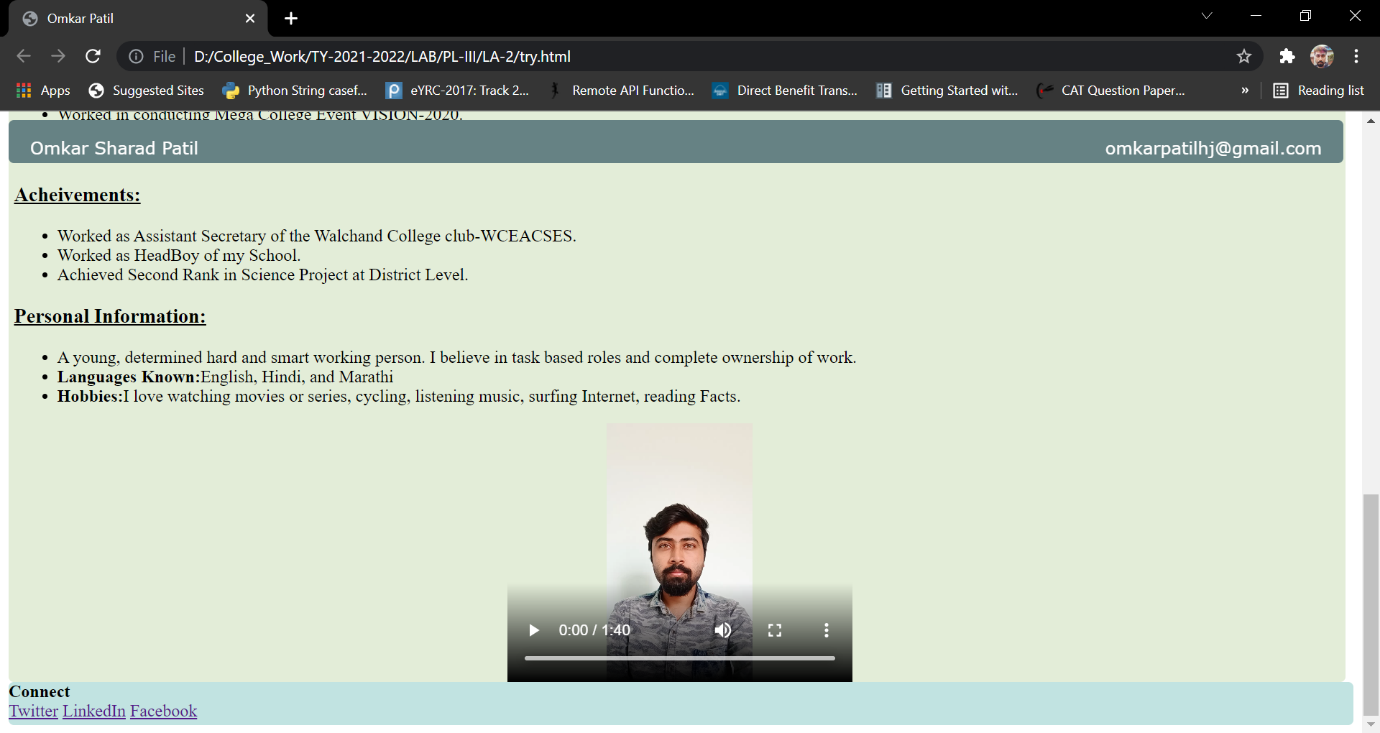 Omkar Patil
File D:/College_Work/TY-2021-2022/LAB/PL-III/LA-2/try.html
Apps Suggested Sites Python String casef... eYRC-2017: Track 2... Remote API Functio... Direct Benefit Trans... Getting Started wit... CAT Question Paper... » Reading list
Worked in conducting Mega College Event VISION-2020.
Omkar Sharad Patil omkarpatilhj@gmail.com
Acheivements:
• Worked as Assistant Secretary of the Walchand College club-WCEACSES.
• Worked as HeadBoy of my School.
• Achieved Second Rank in Science Project at District Level.
Personal Information:
• A young, determined hard and smart working person. I believe in task based roles and complete ownership of work.
• Languages Known:English, Hindi, and Marathi
• Hobbies:I love watching movies or series, cycling, listening music, surfing Internet, reading Facts.
0:00 / 1:40
Connect
Twitter LinkedIn Facebook